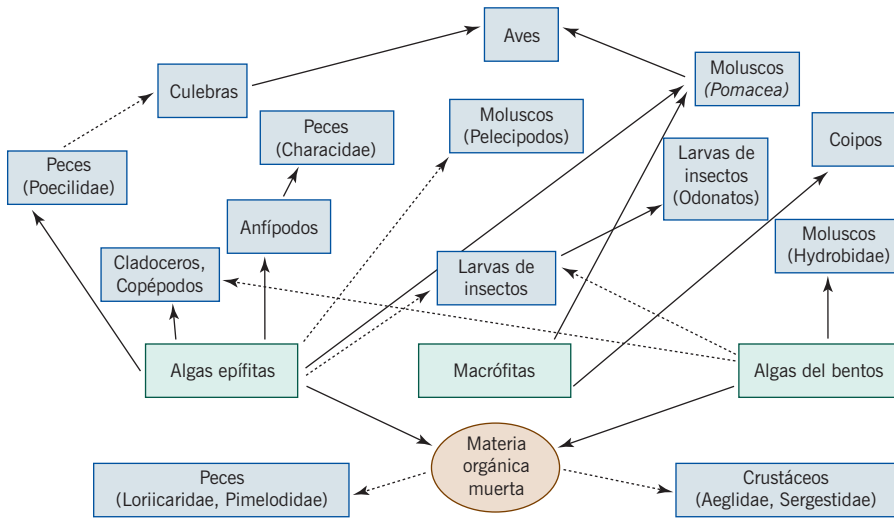 Aves
Culebras
Moluscos
(Pomacea)
Peces
(Characidae)
Moluscos
(Pelecipodos)
Coipos
Peces
(Poecilidae)
Larvas de
insectos
(Odonatos)
Anfípodos
Moluscos
(Hydrobidae)
Cladoceros,
Copépodos
Larvas de
insectos
Algas epífitas
Macrófitas
Algas del bentos
Materia
orgánica
muerta
Peces
(Loriicaridae, Pimelodidae)
Crustáceos
(Aeglidae, Sergestidae)